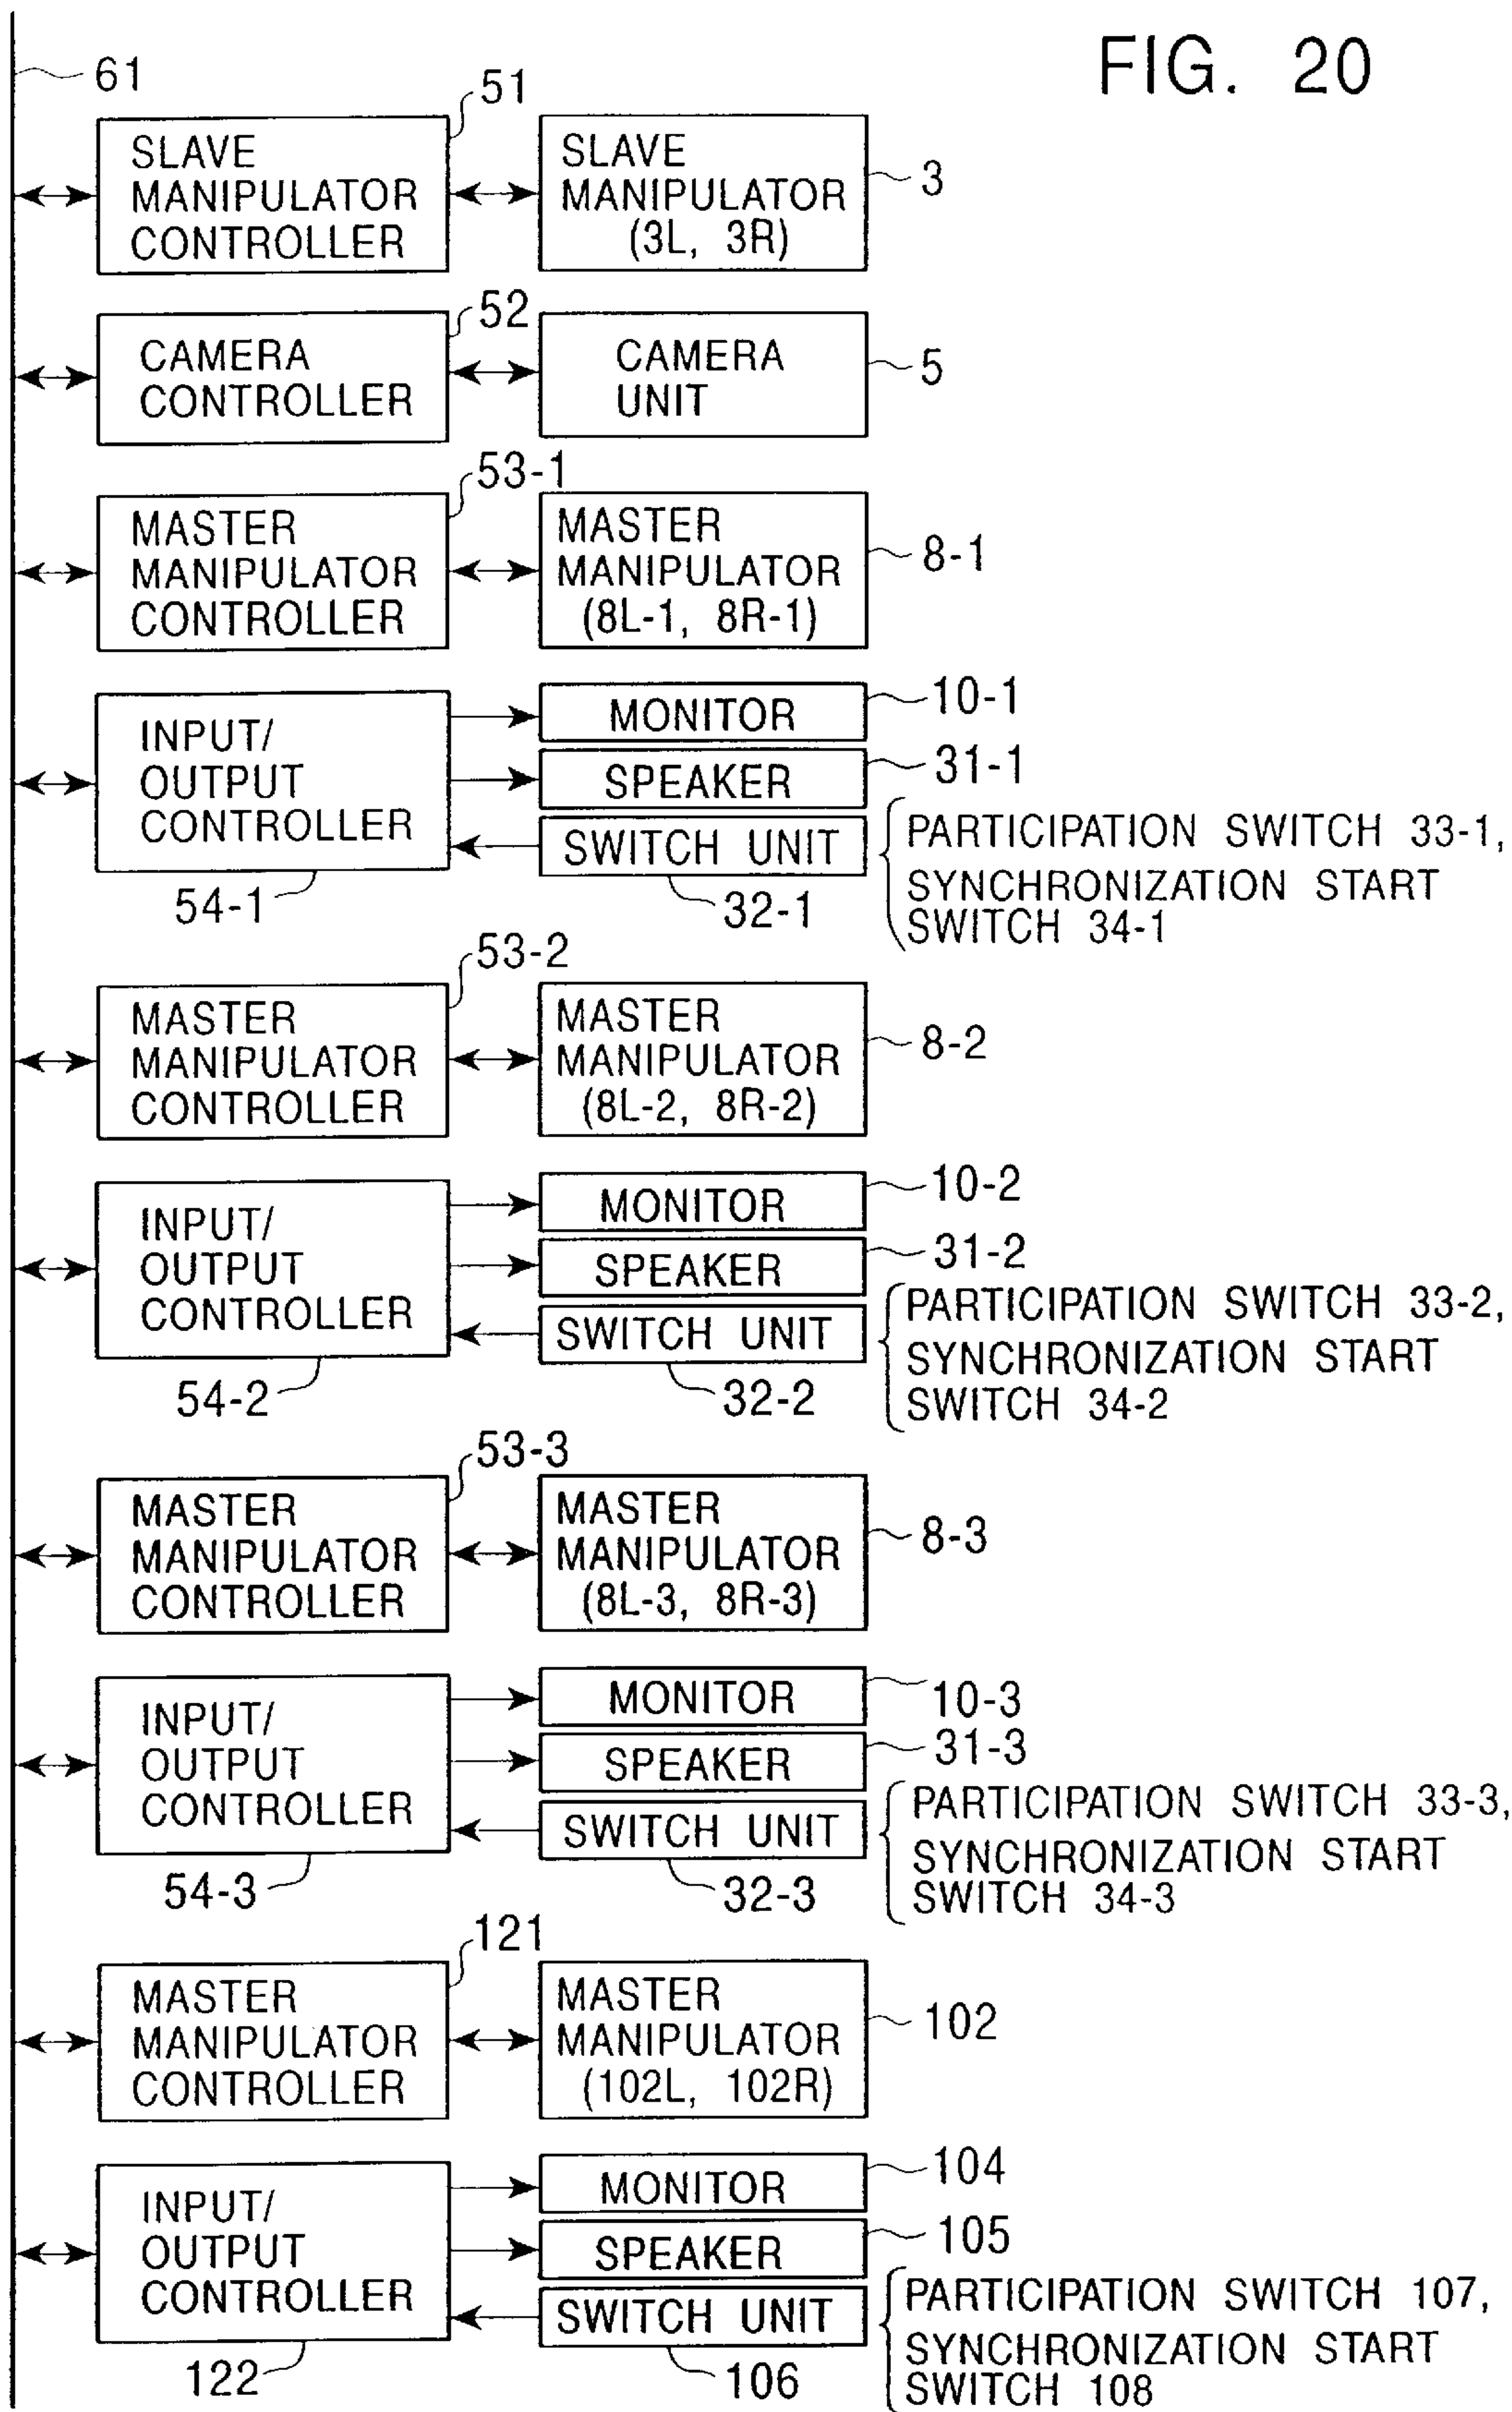 FIG. 20
61
51
SLAVE
MANIPULATOR
CONTROLLER
SLAVE
MANIPULATOR
(3L, 3R)
3
52
CAMERA
CONTROLLER
CAMERA
UNIT
5
53-1
MASTER
MANIPULATOR
CONTROLLER
MASTER
MANIPULATOR
(8L-1, 8R-1)
8-1
INPUT/
OUTPUT
CONTROLLER
54-1
MONITOR
10-1
SPEAKER
31-1
SWITCH UNIT
32-1
PARTICIPATION SWITCH 33-1,
SYNCHRONIZATION START
SWITCH 34-1
53-2
MASTER
MANIPULATOR
CONTROLLER
MASTER
MANIPULATOR
(8L-2, 8R-2)
8-2
INPUT/
OUTPUT
CONTROLLER
54-2
MONITOR
10-2
SPEAKER
31-2
SWITCH UNIT
32-2
PARTICIPATION SWITCH 33-2,
SYNCHRONIZATION START
SWITCH 34-2
53-3
MASTER
MANIPULATOR
CONTROLLER
MASTER
MANIPULATOR
(8L-3, 8R-3)
8-3
INPUT/
OUTPUT
CONTROLLER
54-3
MONITOR
10-3
SPEAKER
31-3
SWITCH UNIT
32-3
PARTICIPATION SWITCH 33-3,
SYNCHRONIZATION START
SWITCH 34-3
121
MASTER
MANIPULATOR
CONTROLLER
MASTER
MANIPULATOR
(102L, 102R)
102
INPUT/
OUTPUT
CONTROLLER
122
MONITOR
104
SPEAKER
105
SWITCH UNIT
106
PARTICIPATION SWITCH 107,
SYNCHRONIZATION START
SWITCH 108